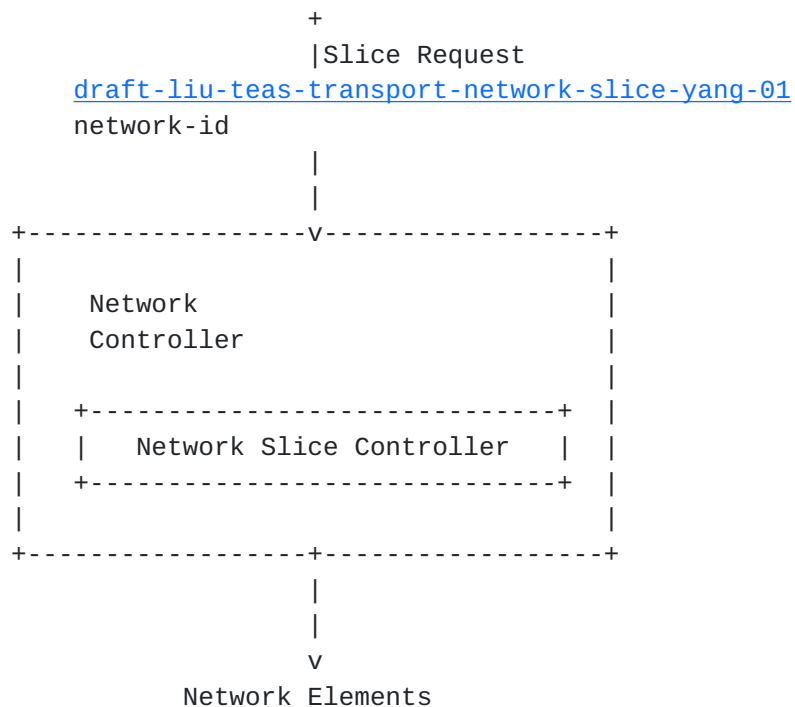 Slice Request
draft-liu-teas-transport-network-slice-yang-01
network-id
Network
Controller
Network Slice Controller
Network Elements